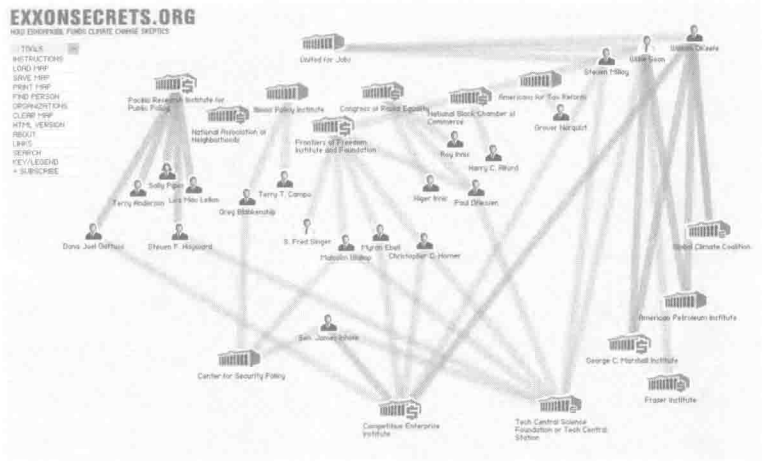 EXXONSECRETS.ORG
HOW EXXONMOBIL FUNDS CLIMATE CHANGE SKEPTICS
TOOLS
INSTRUCTIONS
LOAD MAP
SAVE MAP
PRINT MAP
FIND PERSON
ORGANIZATIONS
CLEAR MAP
HTML VERSION
ABOUT
LINKS
SEARCH
KEY/LEGEND
+ SUBSCRIBE
United for Jobs
William O'Keefe
Willie Soon
Steven Milloy
Pacific Research Institute for
Public Policy
Illinois Policy Institute
Congress of Racial Equality
Americans for Tax Reform
National Association of
Neighborhoods
National Black Chamber of
Commerce
Grover Norquist
Frontiers of Freedom
Institute and Foundation
Roy Innis
Harry C. Alford
Sally Pipes
Terry Anderson
Terry T. Campo
Niger Innis
Paul Driessen
Greg Blankenship
Dana Joel Gattuso
Steven F. Hayward
S. Fred Singer
Myron Ebell
Malcolm Wallop
Christopher C. Horner
Global Climate Coalition
American Petroleum Institute
Sen. James Inhofe
George C. Marshall Institute
Center for Security Policy
Fraser Institute
Competitive Enterprise
Institute
Tech Central Science
Foundation or Tech Central
Station